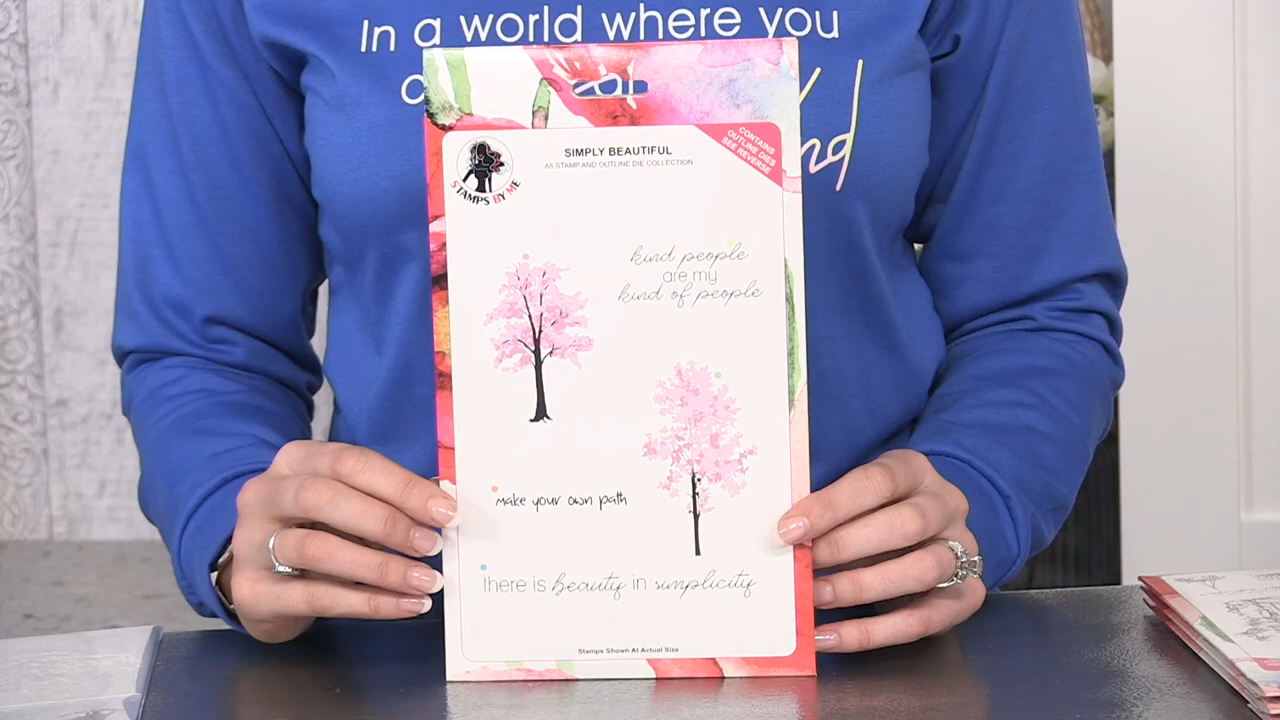 In a world where you
CONTAINS
OUTLINE DIES
SEE REVERSE
SIMPLY BEAUTIFUL
A5 STAMP AND OUTLINE DIE COLLECTION
STAMPS BY ME
kind people
are my
kind of people
make your own path
there is beauty in simplicity
Stamps Shown At Actual Size